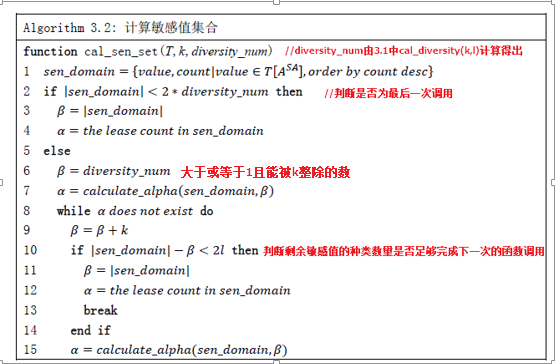 Algorithm 3.2: 计算敏感值集合
function cal_sen_set(T, k, diversity_num) //diversity_num由3.1中cal_diversity(k,l)计算得出
1 sen_domain = {value, count|value ∈ T[A^SA], order by count desc}
2 if |sen_domain| < 2 * diversity_num then //判断是否为最后一次调用
3 β = |sen_domain|
4 α = the lease count in sen_domain
5 else
6 β = diversity_num 大于或等于1且能被k整除的数
7 α = calculate_alpha(sen_domain, β)
8 while α does not exist do
9 β = β + k
10 if |sen_domain| − β < 2l then 判断剩余敏感值的种类数量是否足够完成下一次的函数调用
11 β = |sen_domain|
12 α = the lease count in sen_domain
13 break
14 end if
15 α = calculate_alpha(sen_domain, β)